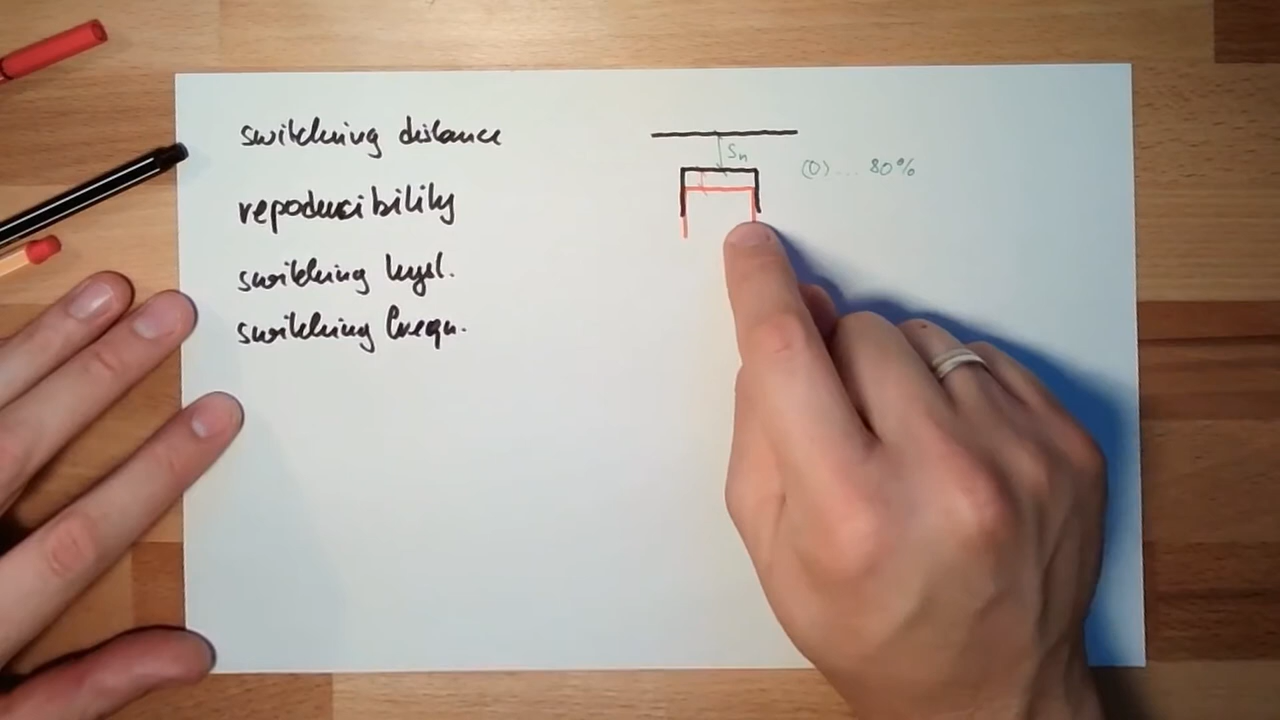 switching distance
repoducibility
switching hyst.
switching frequ.
Sn
(0) ... 80%